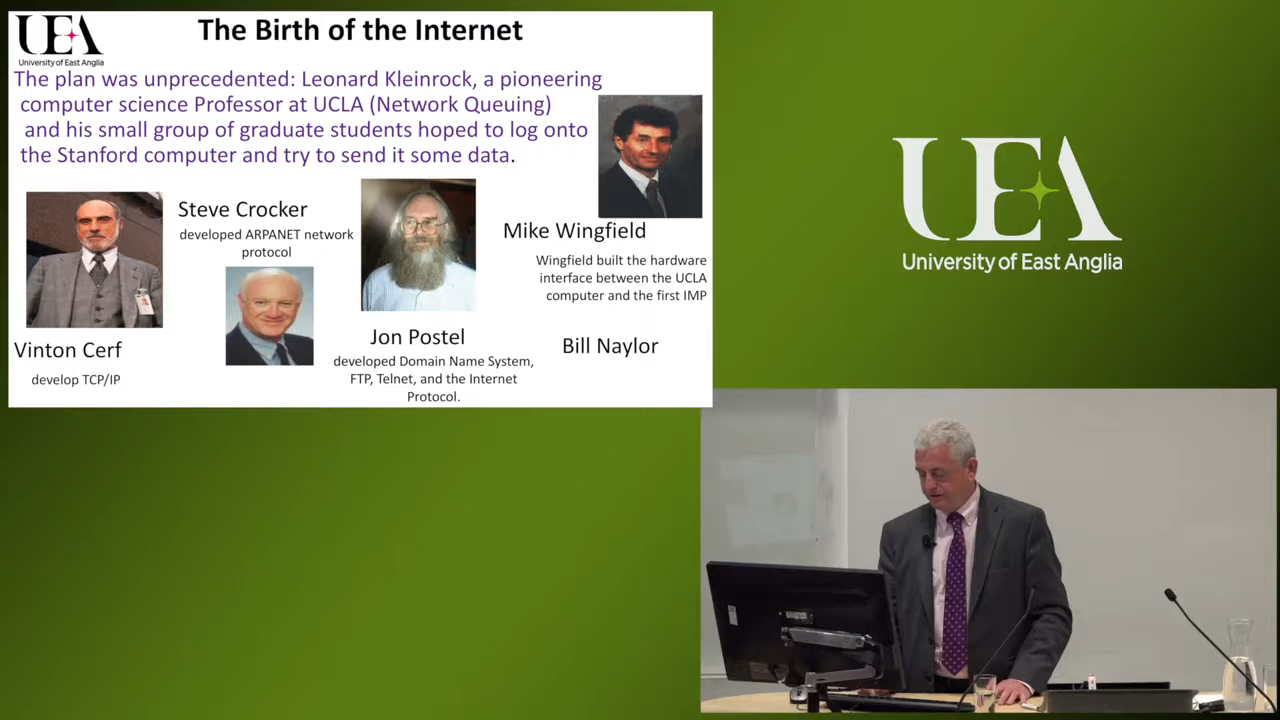 UEA
University of East Anglia
The Birth of the Internet
The plan was unprecedented: Leonard Kleinrock, a pioneering
computer science Professor at UCLA (Network Queuing)
and his small group of graduate students hoped to log onto
the Stanford computer and try to send it some data.
Steve Crocker
developed ARPANET network
protocol
Mike Wingfield
Wingfield built the hardware
interface between the UCLA
computer and the first IMP
Vinton Cerf
develop TCP/IP
Jon Postel
developed Domain Name System,
FTP, Telnet, and the Internet
Protocol.
Bill Naylor
UEA
University of East Anglia